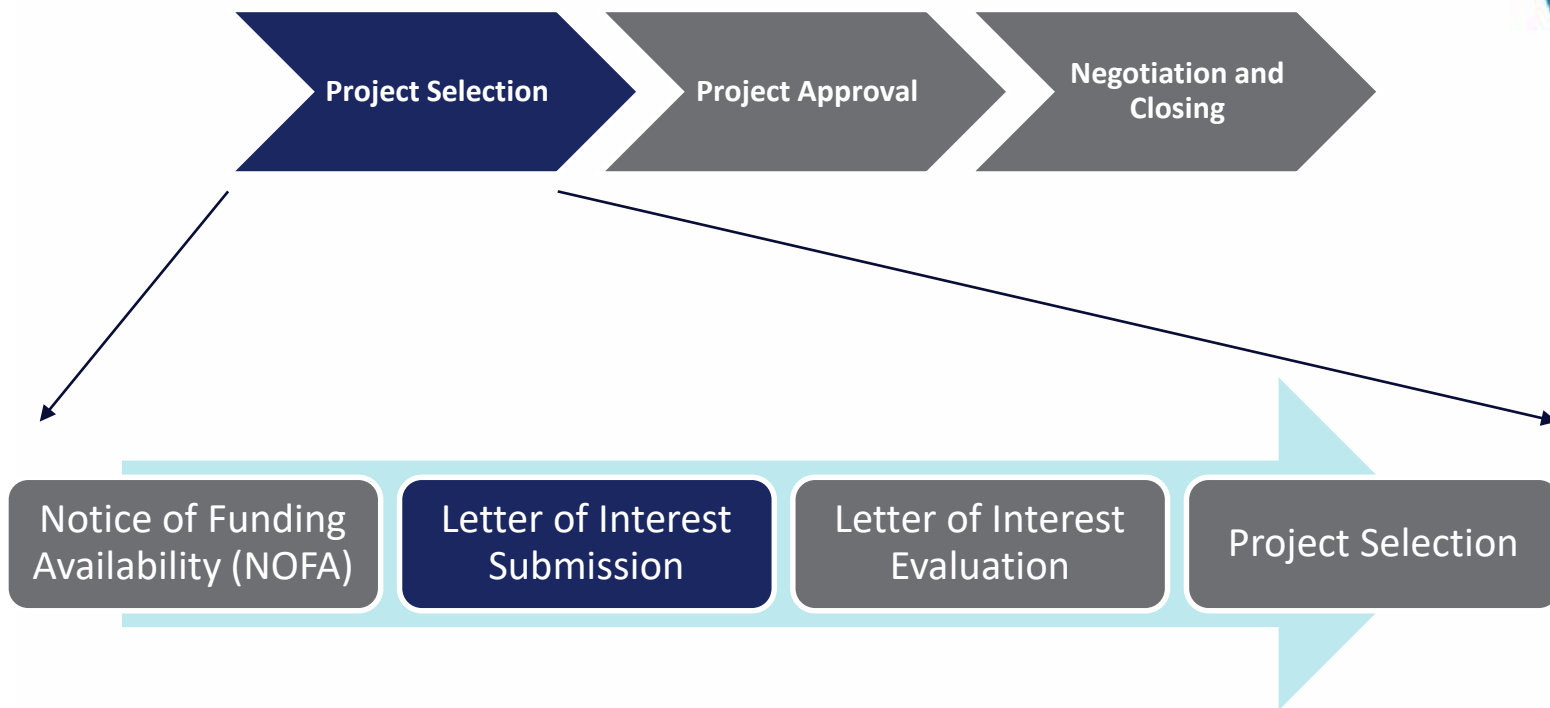 Project Selection
Project Approval
Negotiation and
Closing
Notice of Funding
Availability (NOFA)
Letter of Interest
Submission
Letter of Interest
Evaluation
Project Selection